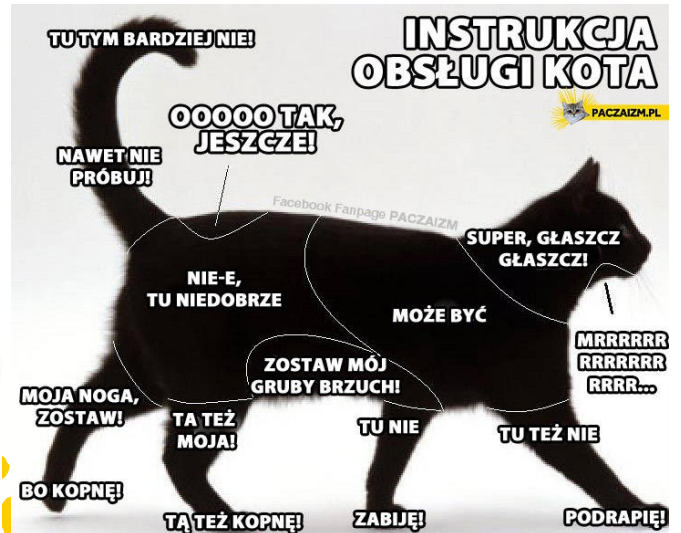 INSTRUKCJA
OBSŁUGI KOTA
PACZAIZM.PL
TU TYM BARDZIEJ NIE!
OOOOO TAK,
JESZCZE!
NAWET NIE
PRÓBUJ!
Facebook Fanpage PACZAIZM
SUPER, GŁASZCZ
GŁASZCZ!
NIE-E,
TU NIEDOBRZE
MOŻE BYĆ
MRRRRRR
RRRRRRR
RRRR...
ZOSTAW MÓJ
GRUBY BRZUCH!
MOJA NOGA,
ZOSTAW!
TA TEŻ
MOJA!
TU NIE
TU TEŻ NIE
BO KOPNĘ!
TĄ TEŻ KOPNĘ!
ZABIJĘ!
PODRAPIĘ!